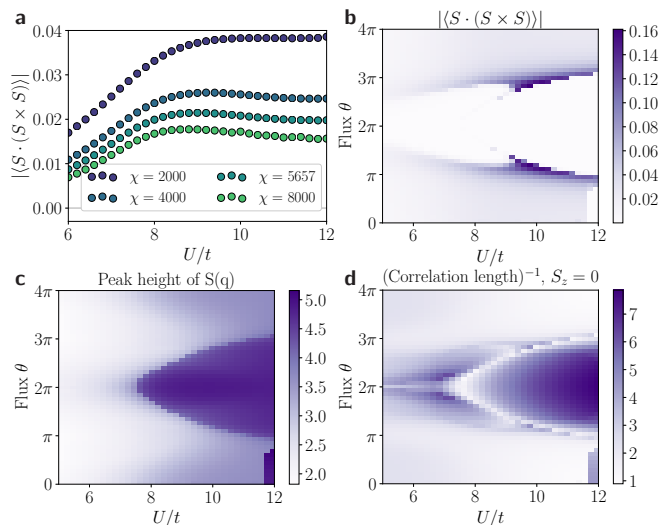 a
|⟨S · (S × S)⟩|
0.04
0.03
0.02
0.01
0.00
χ = 2000
χ = 5657
χ = 4000
χ = 8000
6
8
10
12
U/t
b
|⟨S · (S × S)⟩|
Flux θ
4π
3π
2π
π
0
6
8
10
12
U/t
0.16
0.14
0.12
0.10
0.08
0.06
0.04
0.02
c
Peak height of S(q)
Flux θ
4π
3π
2π
π
0
6
8
10
12
U/t
5.0
4.5
4.0
3.5
3.0
2.5
2.0
d
(Correlation length)⁻¹, S_z = 0
Flux θ
4π
3π
2π
π
0
6
8
10
12
U/t
7
6
5
4
3
2
1